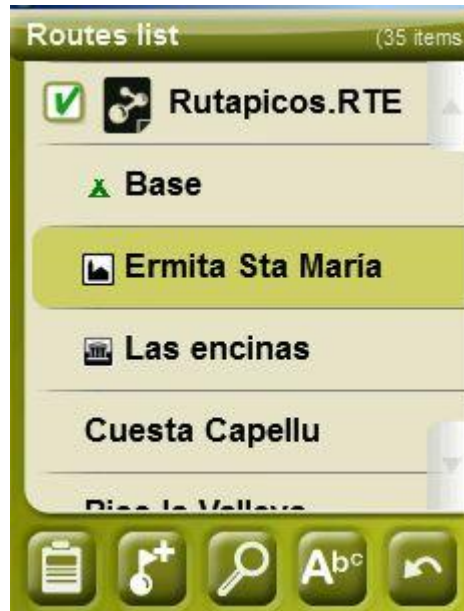 Routes list (35 items
Rutapicos.RTE
Base
Ermita Sta María
Las encinas
Cuesta Capellu
Abc